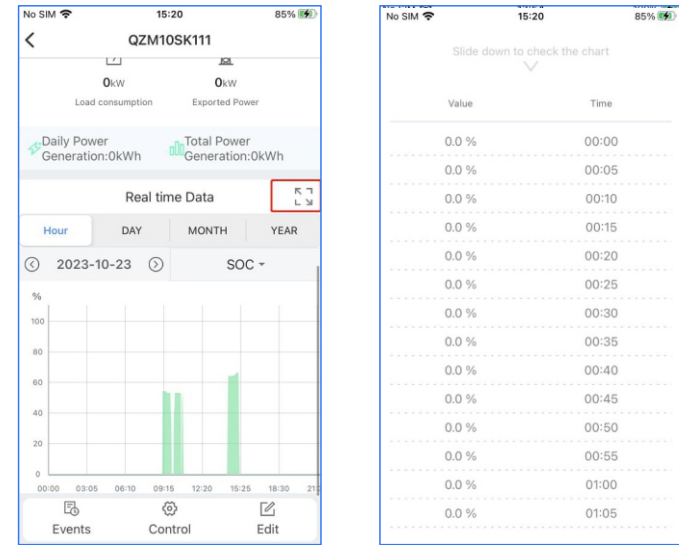 No SIM 15:20 85%
QZM10SK111
0kW 0kW
Load consumption Exported Power
Daily Power Total Power
Generation:0kWh Generation:0kWh
Real time Data
Hour DAY MONTH YEAR
2023-10-23 SOC
%
100
80
60
40
20
0
00:00 03:05 06:10 09:15 12:20 15:25 18:30
Events Control Edit
No SIM 15:20 85%
Slide down to check the chart
Value Time
0.0 % 00:00
0.0 % 00:05
0.0 % 00:10
0.0 % 00:15
0.0 % 00:20
0.0 % 00:25
0.0 % 00:30
0.0 % 00:35
0.0 % 00:40
0.0 % 00:45
0.0 % 00:50
0.0 % 00:55
0.0 % 01:00
0.0 % 01:05